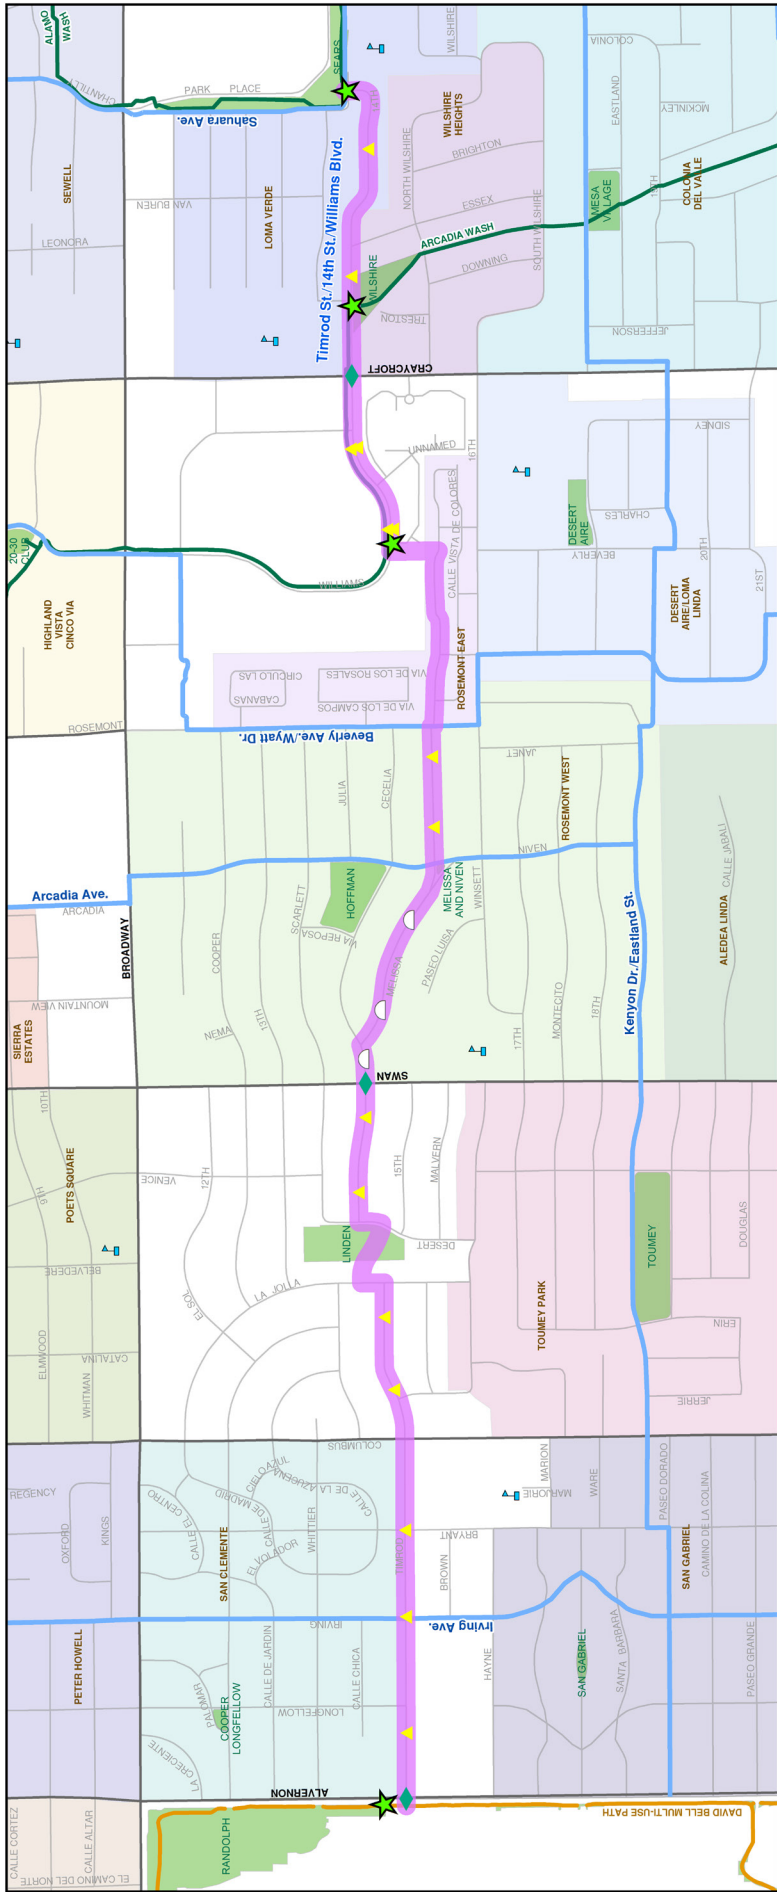 ALAMO
WASH
CHANTILLY
PARK PLACE
SEARS
WILSHIRE
COLONIA
Sahuara Ave.
14TH
WILSHIRE
HEIGHTS
EASTLAND
MCKINLEY
SEWELL
VAN BUREN
LOMA VERDE
Timrod St./14th St./Williams Blvd.
NORTH WILSHIRE
BRIGHTON
ESSEX
SOUTH WILSHIRE
MESA
VILLAGE
19TH
COLONIA
DEL VALLE
LEONORA
ARCADIA WASH
DOWNING
VILSHIRE
TRESTON
JEFFERSON
CRAYCROFT
UNNAMED
16TH
SIDNEY
20-30
CLUB
WILLIAMS
CALLE VISTA DE COLORES
DESERT
AIRE
CHARLES
BEVERLY
20TH
21ST
HIGHLAND
VISTA
CINCO VIA
DESERT
AIRE/LOMA
LINDA
ROSEMONT EAST
CIRCULO LAS
CABANAS
VIA DE LOS ROSALES
VIA DE LOS CAMPOS
ROSEMONT
Beverly Ave./Wyatt Dr.
JULIA
CECELIA
JANET
ROSEMONT WEST
NIVEN
Arcadia Ave.
ARCADIA
BROADWAY
HOFFMAN
SCARLETT
VIA REPOSA
COOPER
MELISSA
AND NIVEN
WINSETT
PASEO LUISA
MELISSA
Kenyon Dr./Eastland St.
ALEDEA LINDA
CALLE JABALI
SIERRA
ESTATES
MOUNTAIN VIEW
NEMA
13TH
17TH
MONTECITO
18TH
SWAN
10TH
9TH
POETS SQUARE
VENICE
12TH
15TH
MALVERN
BELVEDERE
LINDEN
DESERT
TOUMEY
DOUGLAS
EL SOL
LA JOLLA
TOUMEY PARK
ERIN
ELMWOOD
CATALINA
WHITMAN
JERRIE
COLUMBUS
REGENCY
OXFORD
KINGS
CALLE EL CENTRO
CIELO AZUL
CALLE DE LA AZUCENA
CALLE DE MADRID
WHITTIER
SAN CLEMENTE
EL VOLADOR
TIMROD
BRYANT
BROWN
MARION
MARJORIE
WARE
PASEO DORADO
CAMINO DE LA COLINA
SAN GABRIEL
IRVING
Irving Ave.
PETER HOWELL
PALOMAR
COOPER
LONGFELLOW
CALLE DE JARDIN
LONGFELLOW
CALLE CHICA
HAYNE
SAN GABRIEL
SANTA BARBARA
PASEO GRANDE
LA CRECIENTE
ALVERNON
CALLE CORTEZ
CALLE ALTAR
EL CAMINO DEL NORTE
RANDOLPH
DAVID BELL MULTI-USE PATH